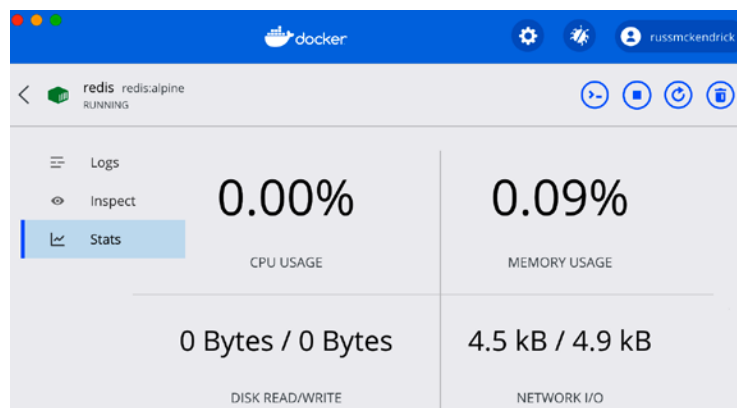 docker
russmckendrick
redis redis:alpine
RUNNING
Logs
Inspect
Stats
0.00%
CPU USAGE
0.09%
MEMORY USAGE
0 Bytes / 0 Bytes
DISK READ/WRITE
4.5 kB / 4.9 kB
NETWORK I/O